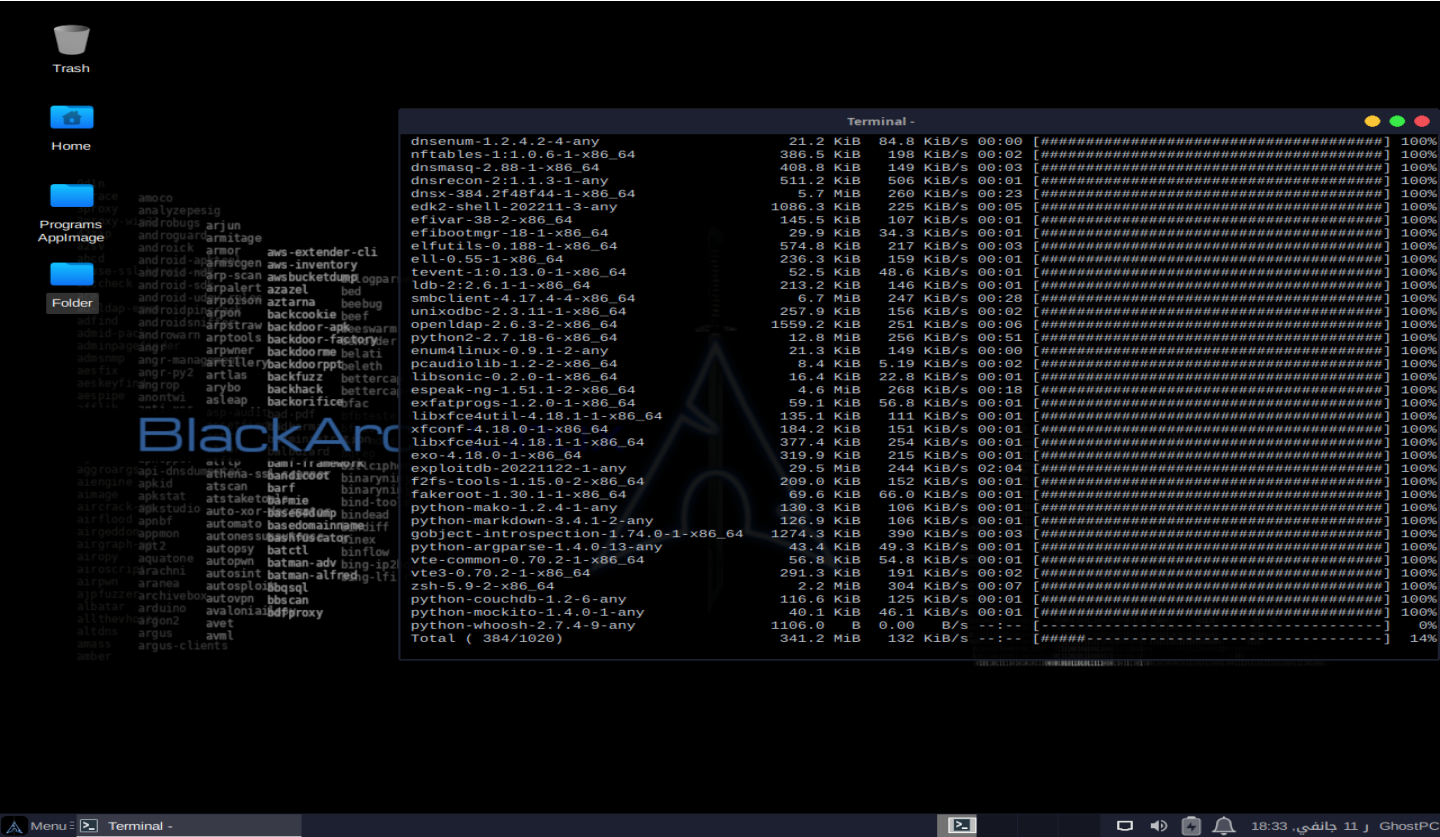 Trash
Home
Programs
AppImage
Folder
Terminal -
dnsenum-1.2.4.2-4-any 21.2 KiB 84.8 KiB/s 00:00 [######################################] 100%
nftables-1:1.0.6-1-x86_64 386.5 KiB 198 KiB/s 00:02 [######################################] 100%
dnsmasq-2.88-1-x86_64 408.8 KiB 149 KiB/s 00:03 [######################################] 100%
dnsrecon-2:1.1.3-1-any 511.2 KiB 506 KiB/s 00:01 [######################################] 100%
dnsx-384.2f48f44-1-x86_64 5.7 MiB 260 KiB/s 00:23 [######################################] 100%
edk2-shell-202211-3-any 1086.3 KiB 225 KiB/s 00:05 [######################################] 100%
efivar-38-2-x86_64 145.5 KiB 107 KiB/s 00:01 [######################################] 100%
efibootmgr-18-1-x86_64 29.9 KiB 34.3 KiB/s 00:01 [######################################] 100%
elfutils-0.188-1-x86_64 574.8 KiB 217 KiB/s 00:03 [######################################] 100%
ell-0.55-1-x86_64 236.3 KiB 159 KiB/s 00:01 [######################################] 100%
tevent-1:0.13.0-1-x86_64 52.5 KiB 48.6 KiB/s 00:01 [######################################] 100%
ldb-2:2.6.1-1-x86_64 213.2 KiB 146 KiB/s 00:01 [######################################] 100%
smbclient-4.17.4-4-x86_64 6.7 MiB 247 KiB/s 00:28 [######################################] 100%
unixodbc-2.3.11-1-x86_64 257.9 KiB 156 KiB/s 00:02 [######################################] 100%
openldap-2.6.3-2-x86_64 1559.2 KiB 251 KiB/s 00:06 [######################################] 100%
python2-2.7.18-6-x86_64 12.8 MiB 256 KiB/s 00:51 [######################################] 100%
enum4linux-0.9.1-2-any 21.3 KiB 149 KiB/s 00:00 [######################################] 100%
pcaudiolib-1.2-2-x86_64 8.4 KiB 5.19 KiB/s 00:02 [######################################] 100%
libsonic-0.2.0-1-x86_64 16.4 KiB 22.8 KiB/s 00:01 [######################################] 100%
espeak-ng-1.51.1-2-x86_64 4.6 MiB 268 KiB/s 00:18 [######################################] 100%
exfatprogs-1.2.0-1-x86_64 59.1 KiB 56.8 KiB/s 00:01 [######################################] 100%
libxfce4util-4.18.1-1-x86_64 135.1 KiB 111 KiB/s 00:01 [######################################] 100%
xfconf-4.18.0-1-x86_64 184.2 KiB 151 KiB/s 00:01 [######################################] 100%
libxfce4ui-4.18.1-1-x86_64 377.4 KiB 254 KiB/s 00:01 [######################################] 100%
exo-4.18.0-1-x86_64 319.9 KiB 215 KiB/s 00:01 [######################################] 100%
exploitdb-20221122-1-any 29.5 MiB 244 KiB/s 02:04 [######################################] 100%
f2fs-tools-1.15.0-2-x86_64 209.0 KiB 152 KiB/s 00:01 [######################################] 100%
fakeroot-1.30.1-1-x86_64 69.6 KiB 66.0 KiB/s 00:01 [######################################] 100%
python-mako-1.2.4-1-any 130.3 KiB 106 KiB/s 00:01 [######################################] 100%
python-markdown-3.4.1-2-any 126.9 KiB 106 KiB/s 00:01 [######################################] 100%
gobject-introspection-1.74.0-1-x86_64 1274.3 KiB 390 KiB/s 00:03 [######################################] 100%
python-argparse-1.4.0-13-any 43.4 KiB 49.3 KiB/s 00:01 [######################################] 100%
vte-common-0.70.2-1-x86_64 56.8 KiB 54.8 KiB/s 00:01 [######################################] 100%
vte3-0.70.2-1-x86_64 291.3 KiB 191 KiB/s 00:02 [######################################] 100%
zsh-5.9-2-x86_64 2.2 MiB 304 KiB/s 00:07 [######################################] 100%
python-couchdb-1.2-6-any 116.6 KiB 125 KiB/s 00:01 [######################################] 100%
python-mockito-1.4.0-1-any 40.1 KiB 46.1 KiB/s 00:01 [######################################] 100%
python-whoosh-2.7.4-9-any 1106.0 B 0.00 B/s --:-- [--------------------------------------] 0%
Total ( 384/1020) 341.2 MiB 132 KiB/s --:-- [#####---------------------------------] 14%
amoco
analyzepesig
arjun
armitage
armor
arp-scan
arpalert
arpoison
arpon
arptools
arpwner
artillery
artlas
arybo
asleap
aws-extender-cli
aws-inventory
awsbucketdump
azazel
aztarna
backcookie
backdoor-apk
backdoor-factory
backdoorme
backdoorppt
backfuzz
backhack
backorifice
bed
beebug
beef
belati
beleth
BlackArc
apkid
apkstat
apkstudio
apnbf
appmon
apt2
aquatone
arachni
aranea
archivebox
arduino
argon2
argus
argus-clients
atscan
automato
autopsy
autopwn
autosint
autosploit
autovpn
avet
avml
bandicoot
barf
barmie
base64dump
basedomainname
bashfuscator
batctl
batman-adv
batman-alfred
bbqsql
bbscan
bdfproxy
bindead
binex
binflow
albatar
altdns
amass
amber
Menu
Terminal -
ر 11 جانفي, 18:33
GhostPC